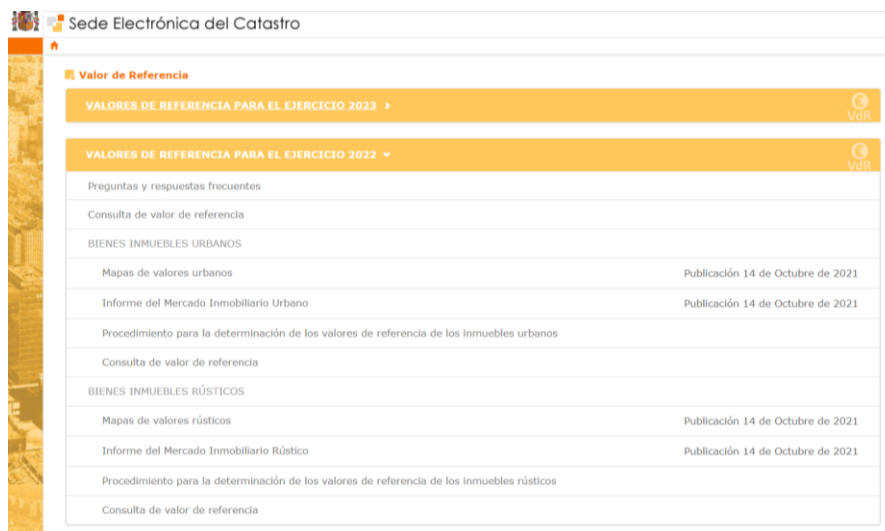 Sede Electrónica del Catastro
Valor de Referencia
VALORES DE REFERENCIA PARA EL EJERCICIO 2023
VdR
VALORES DE REFERENCIA PARA EL EJERCICIO 2022
VdR
Preguntas y respuestas frecuentes
Consulta de valor de referencia
BIENES INMUEBLES URBANOS
Mapas de valores urbanos Publicación 14 de Octubre de 2021
Informe del Mercado Inmobiliario Urbano Publicación 14 de Octubre de 2021
Procedimiento para la determinación de los valores de referencia de los inmuebles urbanos
Consulta de valor de referencia
BIENES INMUEBLES RÚSTICOS
Mapas de valores rústicos Publicación 14 de Octubre de 2021
Informe del Mercado Inmobiliario Rústico Publicación 14 de Octubre de 2021
Procedimiento para la determinación de los valores de referencia de los inmuebles rústicos
Consulta de valor de referencia